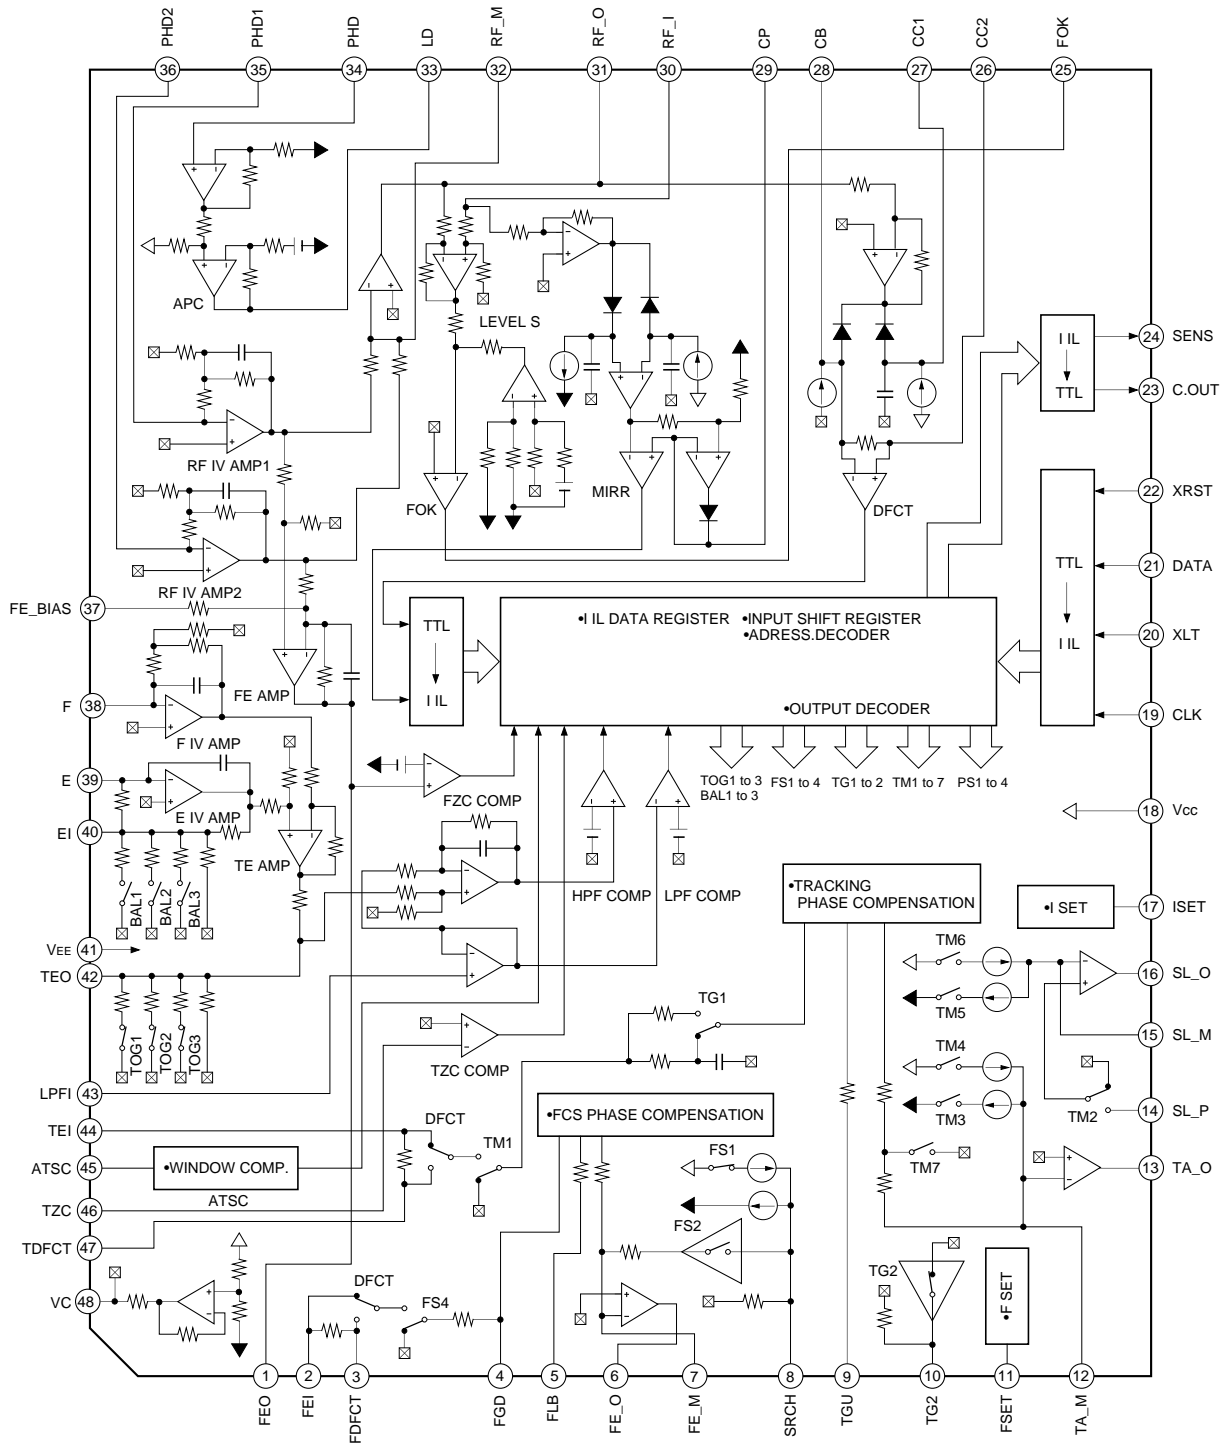 PHD2
PHD1
PHD
LD
RF_M
RF_O
RF_I
CP
CB
CC1
CC2
FOK
36
35
34
33
32
31
30
29
28
27
26
25
APC
LEVEL S
I IL
TTL
24 SENS
23 C.OUT
RF IV AMP1
FOK
MIRR
DFCT
22 XRST
RF IV AMP2
TTL
I IL
21 DATA
20 XLT
19 CLK
FE_BIAS 37
TTL
I IL
•I IL DATA REGISTER •INPUT SHIFT REGISTER
•ADRESS.DECODER
•OUTPUT DECODER
FE AMP
F 38
F IV AMP
TOG1 to 3
BAL1 to 3
FS1 to 4
TG1 to 2
TM1 to 7
PS1 to 4
E 39
E IV AMP
FZC COMP
18 Vcc
EI 40
TE AMP
HPF COMP
LPF COMP
•TRACKING
PHASE COMPENSATION
BAL1
BAL2
BAL3
•I SET
17 ISET
VEE 41
TEO 42
TM6
TM5
16 SL_O
15 SL_M
TOG1
TOG2
TOG3
TZC COMP
TG1
TM4
TM3
TM2
14 SL_P
LPFI 43
TEI 44
DFCT
TM1
•FCS PHASE COMPENSATION
ATSC 45
•WINDOW COMP.
ATSC
FS1
TM7
13 TA_O
TZC 46
TDFCT 47
FS2
TG2
•F SET
VC 48
DFCT
FS4
1
2
3
4
5
6
7
8
9
10
11
12
FEO
FEI
FDFCT
FGD
FLB
FE_O
FE_M
SRCH
TGU
TG2
FSET
TA_M